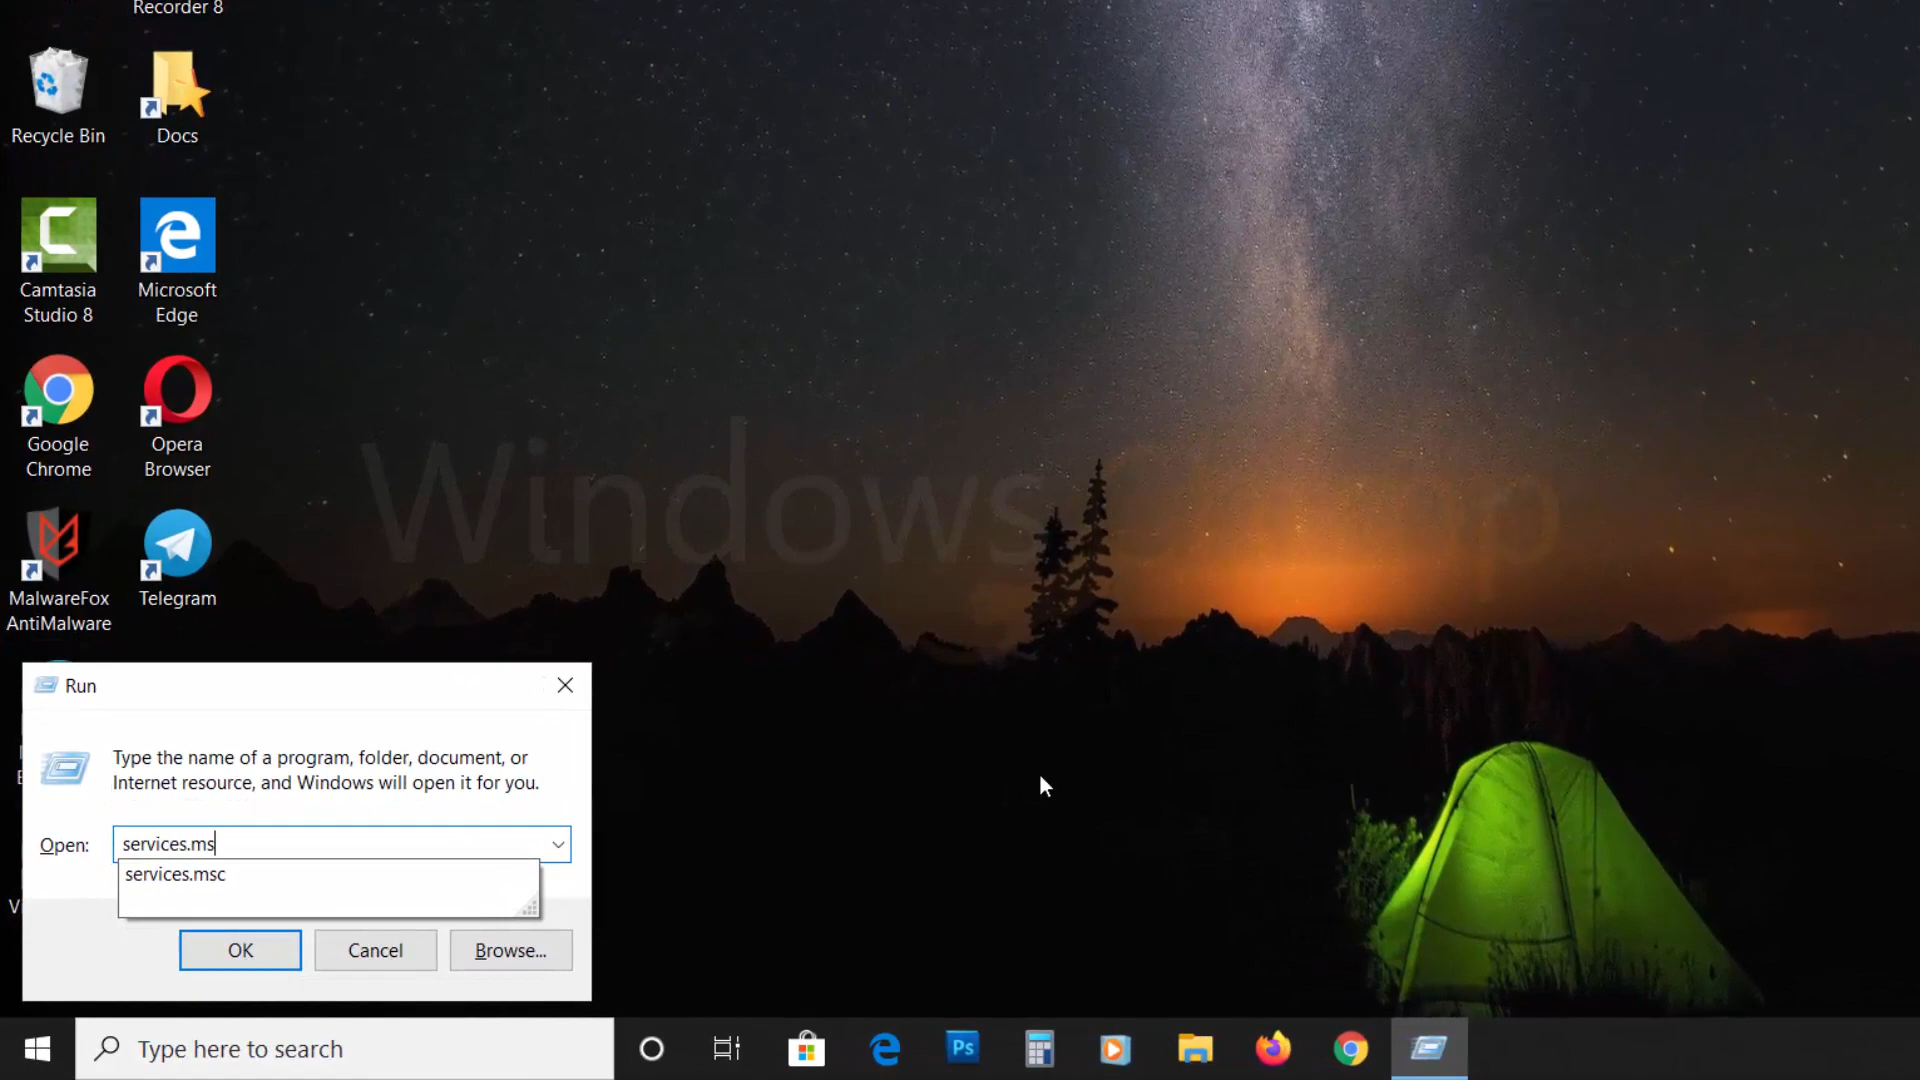 Recorder 8
Recycle Bin
Docs
Camtasia
Studio 8
Microsoft
Edge
Google
Chrome
Opera
Browser
MalwareFox
AntiMalware
Telegram
Windows
Run
Type the name of a program, folder, document, or
Internet resource, and Windows will open it for you.
Open:
services.ms
services.msc
OK
Cancel
Browse...
Type here to search
Ps